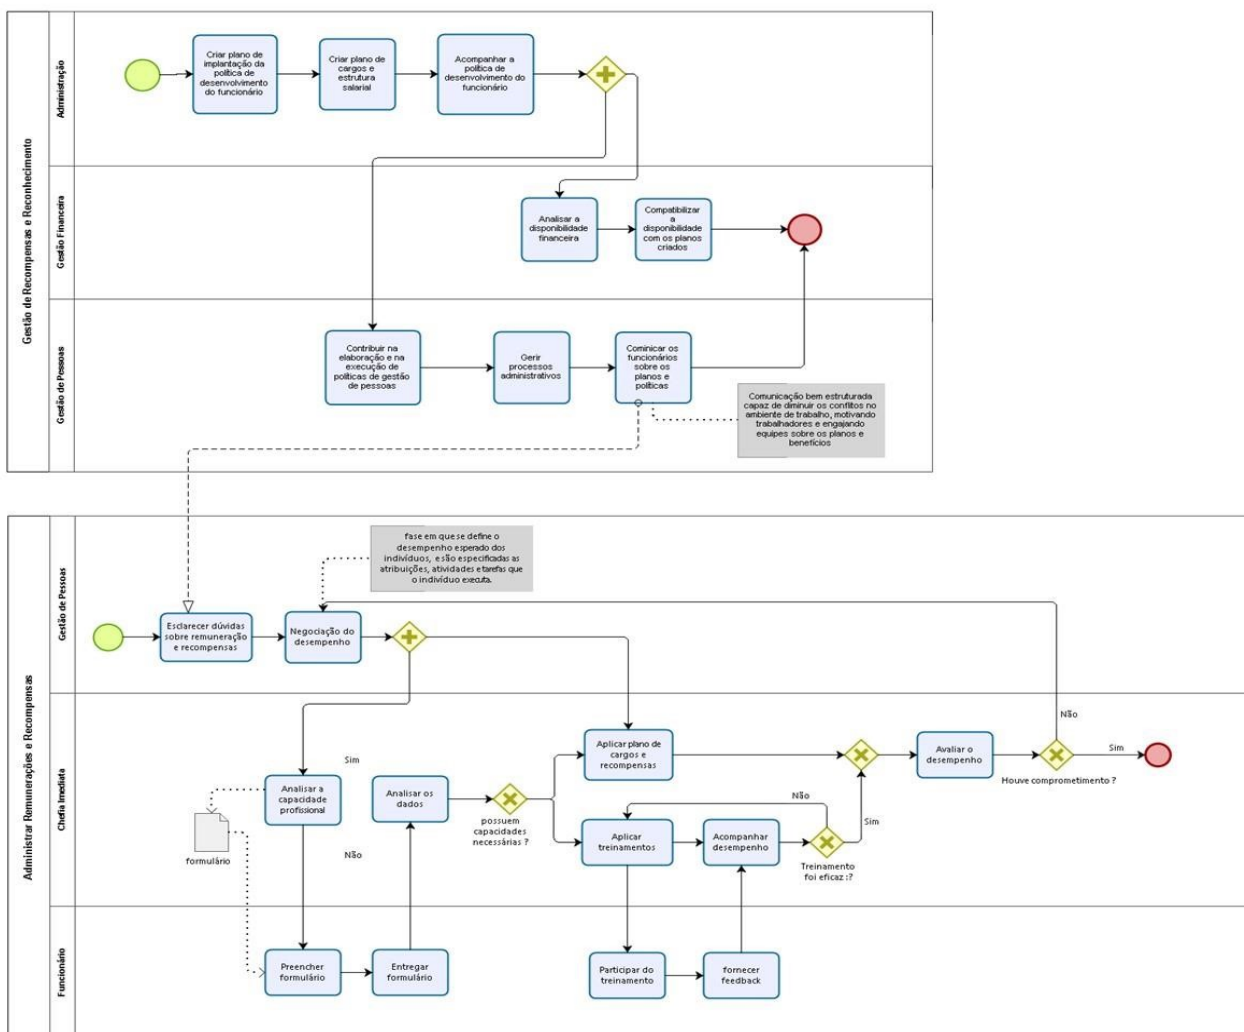 Gestão de Recompensas e Reconhecimento
Administração
Criar plano de
implantação da
política de
desenvolvimento
do funcionário
Criar plano de
cargos e
estrutura
salarial
Acompanhar a
política de
desenvolvimento do
funcionário
Gestão Financeira
Analisar a
disponibilidade
financeira
Compatibilizar
a
disponibilidade
com os planos
criados
Gestão de Pessoas
Contribuir na
elaboração e na
execução de
políticas de gestão
de pessoas
Gerir
processos
administrativos
Cominicar os
funcionários
sobre os
planos e
políticas
Comunicação bem estruturada
capaz de diminuir os conflitos no
ambiente de trabalho, motivando
trabalhadores e engajando
equipes sobre os planos e
benefícios
Administrar Remunerações e Recompensas
Gestão de Pessoas
fase em que se define o
desempenho esperado dos
indivíduos, e são especificadas as
atribuições, atividades e tarefas que
o indivíduo executa.
Esclarecer dúvidas
sobre remuneração
e recompensas
Negociação do
desempenho
Chefia Imediata
Sim
Analisar a
capacidade
profissional
formulário
Não
Analisar os
dados
possuem
capacidades
necessárias ?
Aplicar plano de
cargos e
recompensas
Aplicar
treinamentos
Acompanhar
desempenho
Não
Treinamento
foi eficaz :?
Sim
Avaliar o
desempenho
Não
Houve comprometimento ?
Sim
Funcionário
Preencher
formulário
Entregar
formulário
Participar do
treinamento
fornecer
feedback